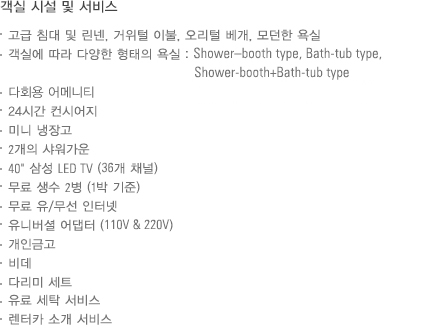 객실 시설 및 서비스
· 고급 침대 및 린넨, 거위털 이불, 오리털 베개, 모던한 욕실
· 객실에 따라 다양한 형태의 욕실 : Shower–booth type, Bath-tub type,
Shower-booth+Bath-tub type
· 다회용 어메니티
· 24시간 컨시어지
· 미니 냉장고
· 2개의 샤워가운
· 40" 삼성 LED TV (36개 채널)
· 무료 생수 2병 (1박 기준)
· 무료 유/무선 인터넷
· 유니버셜 어댑터 (110V & 220V)
· 개인금고
· 비데
· 다리미 세트
· 유료 세탁 서비스
· 렌터카 소개 서비스